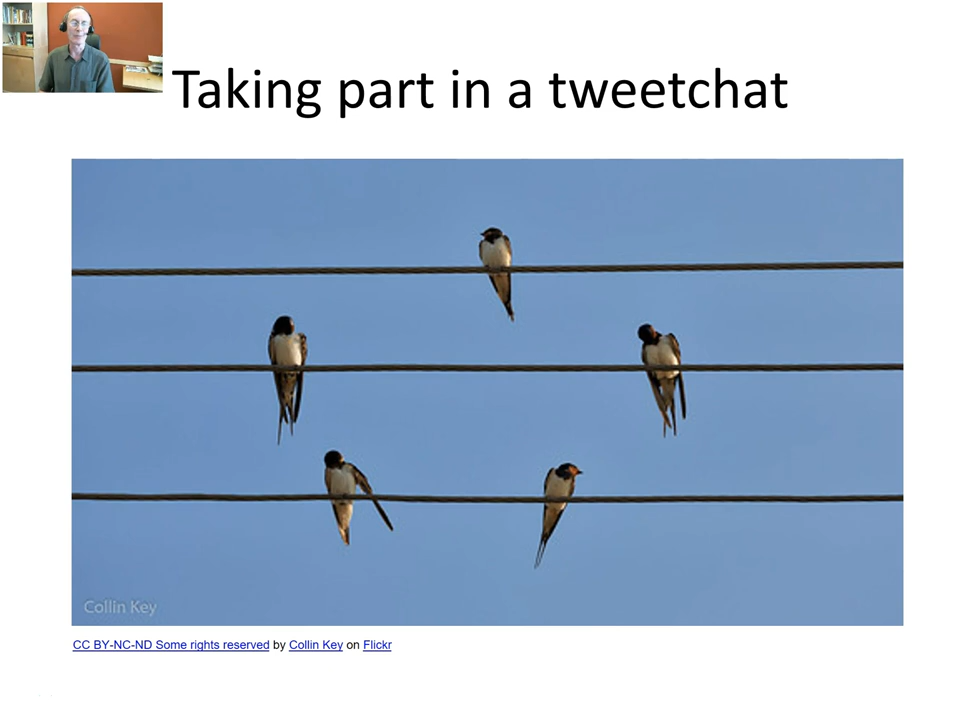 Taking part in a tweetchat
Collin Key
CC BY-NC-ND Some rights reserved by Collin Key on Flickr